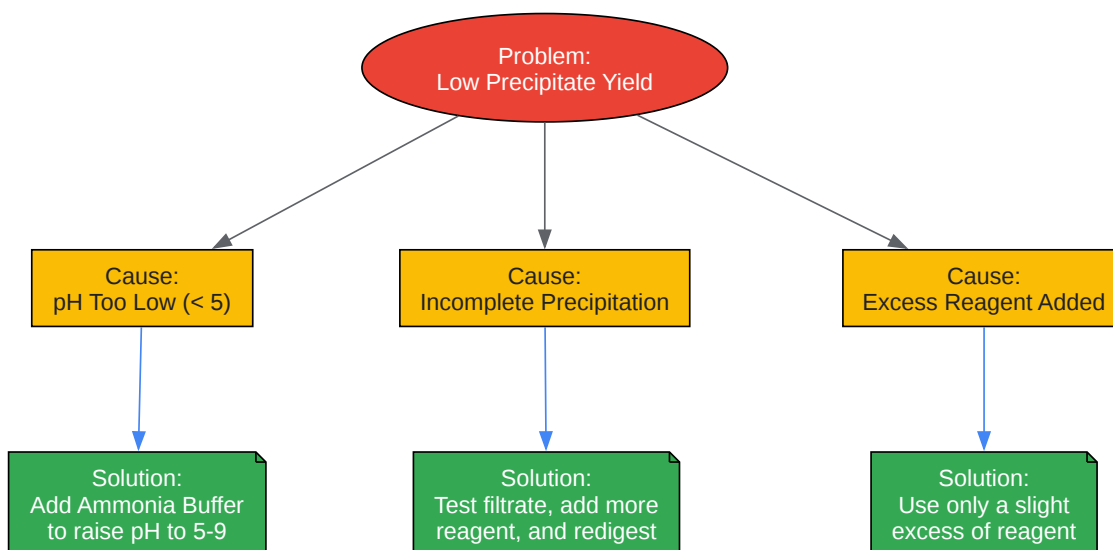 Problem:
Low Precipitate Yield
Cause:
pH Too Low (< 5)
Cause:
Incomplete Precipitation
Cause:
Excess Reagent Added
Solution:
Add Ammonia Buffer
to raise pH to 5-9
Solution:
Test filtrate, add more
reagent, and redigest
Solution:
Use only a slight
excess of reagent